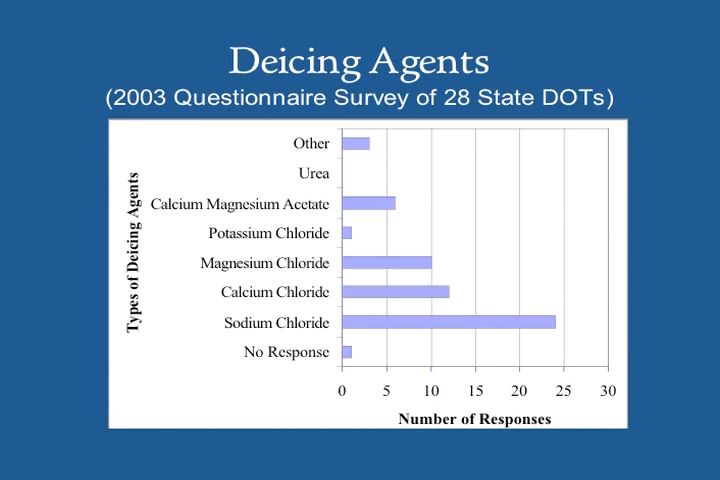 Deicing Agents
(2003 Questionnaire Survey of 28 State DOTs)
Types of Deicing Agents
Other
Urea
Calcium Magnesium Acetate
Potassium Chloride
Magnesium Chloride
Calcium Chloride
Sodium Chloride
No Response
0 5 10 15 20 25 30
Number of Responses